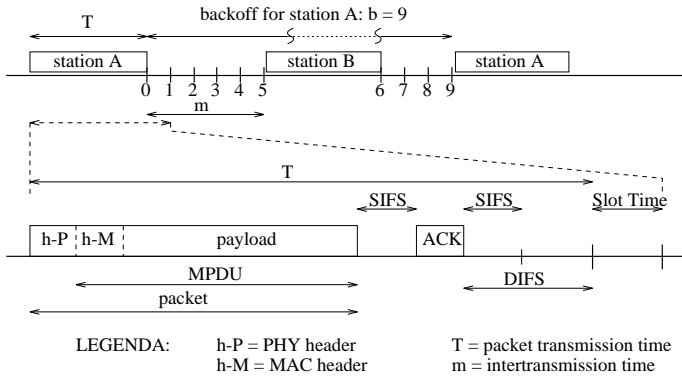 T
backoff for station A: b = 9
station A station B station A
0 1 2 3 4 5 6 7 8 9
m
T
SIFS SIFS Slot Time
h-P h-M payload ACK
MPDU DIFS
packet
LEGENDA: h-P = PHY header T = packet transmission time
h-M = MAC header m = intertransmission time